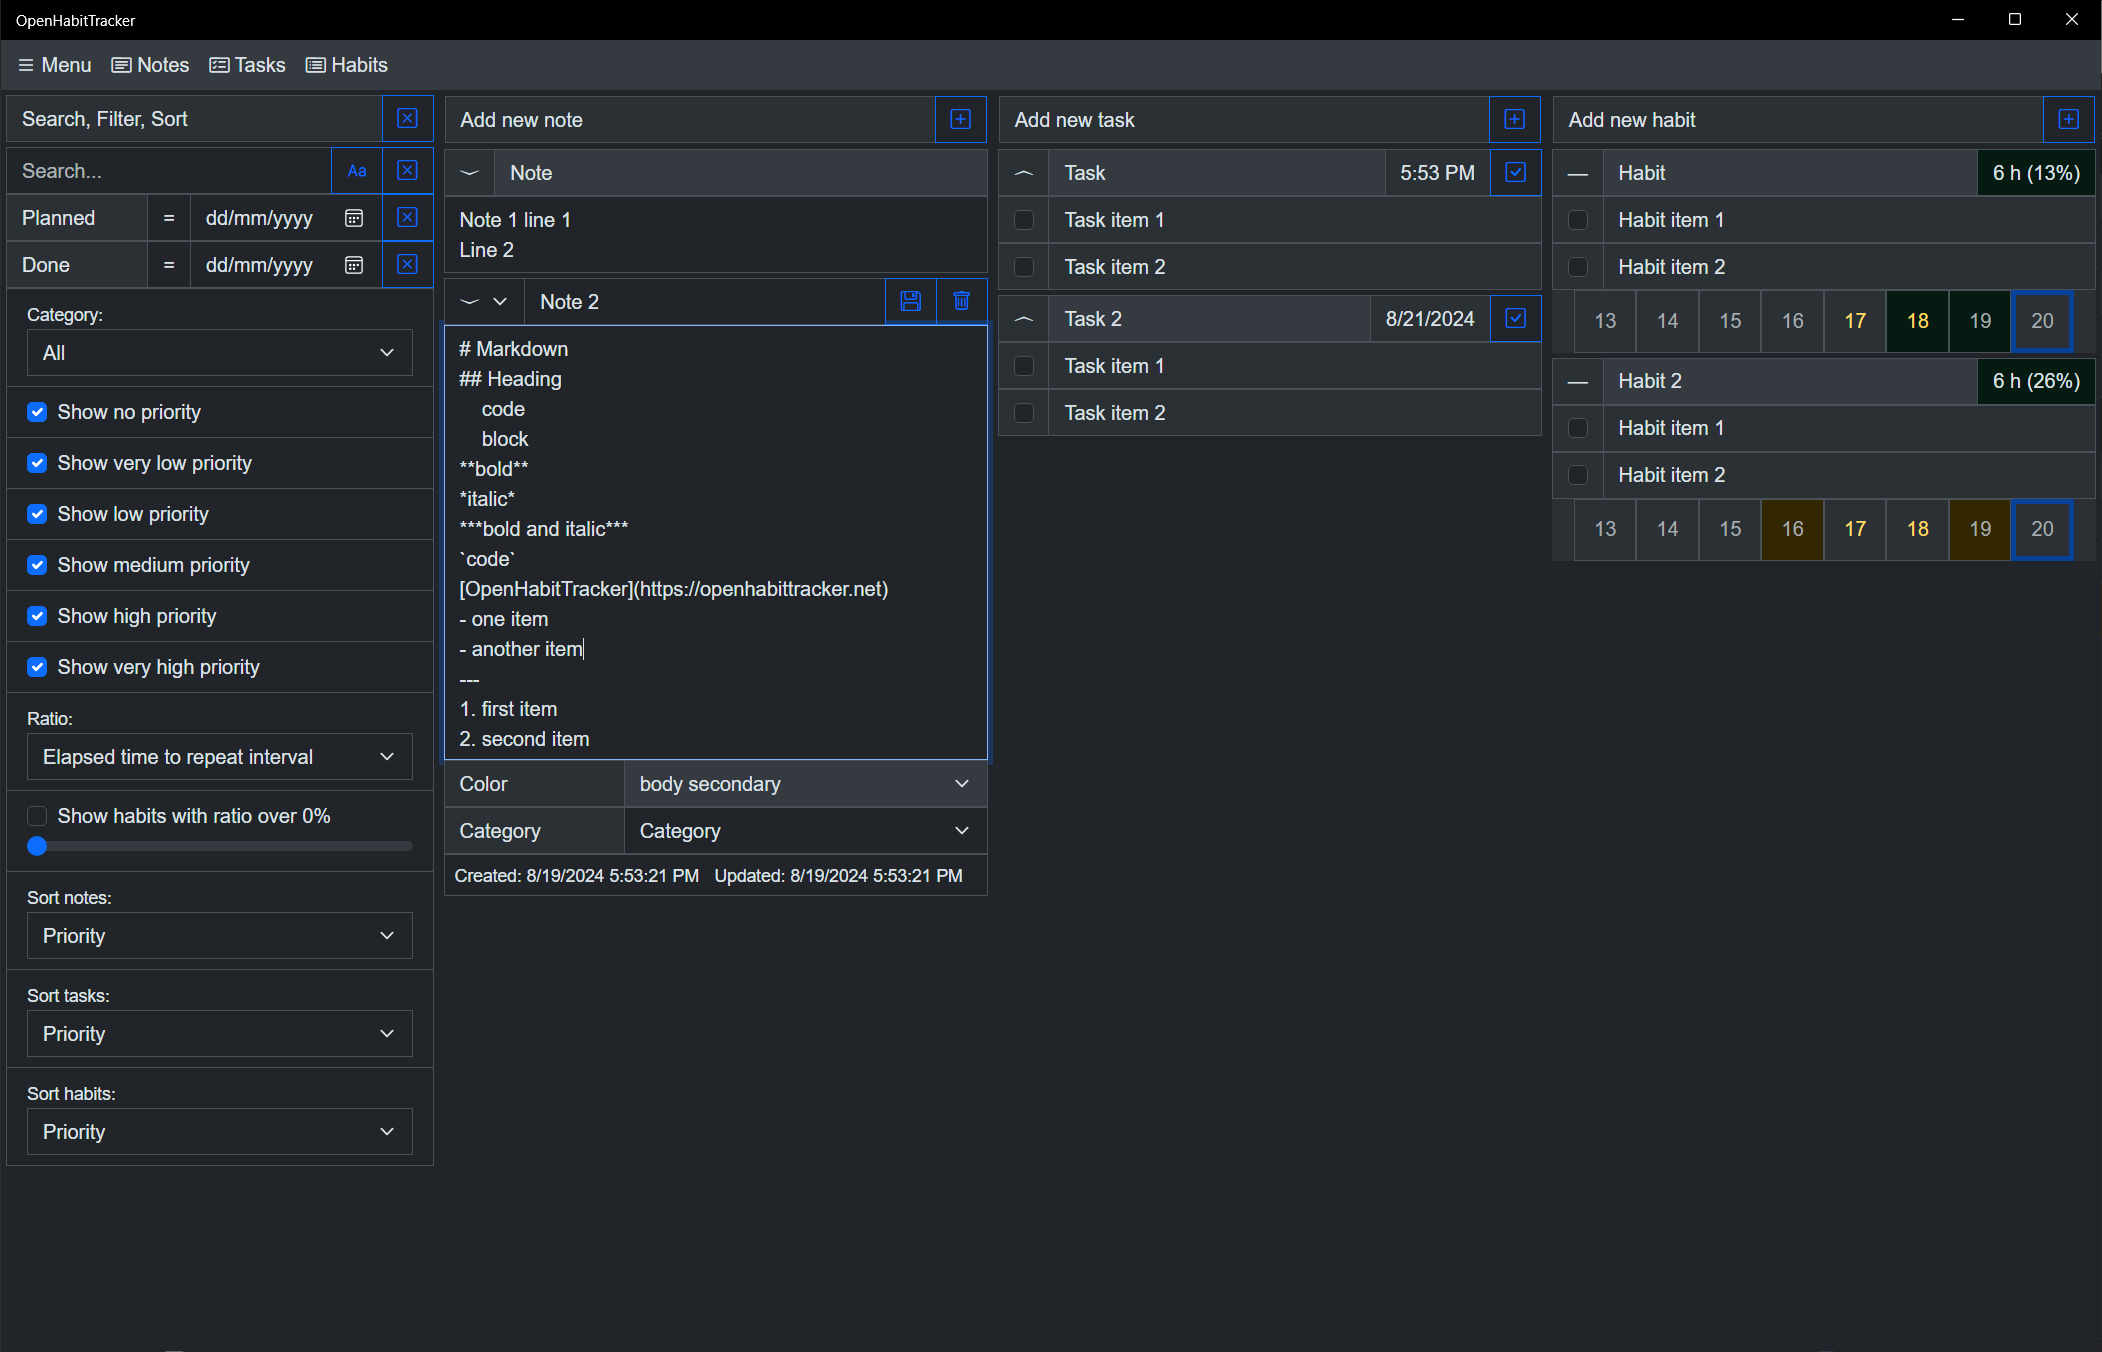 OpenHabitTracker
Menu Notes Tasks Habits
Search, Filter, Sort
Search... Aa
Planned = dd/mm/yyyy
Done = dd/mm/yyyy
Category:
All
Show no priority
Show very low priority
Show low priority
Show medium priority
Show high priority
Show very high priority
Ratio:
Elapsed time to repeat interval
Show habits with ratio over 0%
Sort notes:
Priority
Sort tasks:
Priority
Sort habits:
Priority
Add new note
Note
Note 1 line 1
Line 2
Note 2
# Markdown
## Heading
    code
    block
**bold**
*italic*
***bold and italic***
`code`
[OpenHabitTracker](https://openhabittracker.net)
- one item
- another item
---
1. first item
2. second item
Color body secondary
Category Category
Created: 8/19/2024 5:53:21 PM Updated: 8/19/2024 5:53:21 PM
Add new task
Task 5:53 PM
Task item 1
Task item 2
Task 2 8/21/2024
Task item 1
Task item 2
Add new habit
Habit 6 h (13%)
Habit item 1
Habit item 2
13 14 15 16 17 18 19 20
Habit 2 6 h (26%)
Habit item 1
Habit item 2
13 14 15 16 17 18 19 20